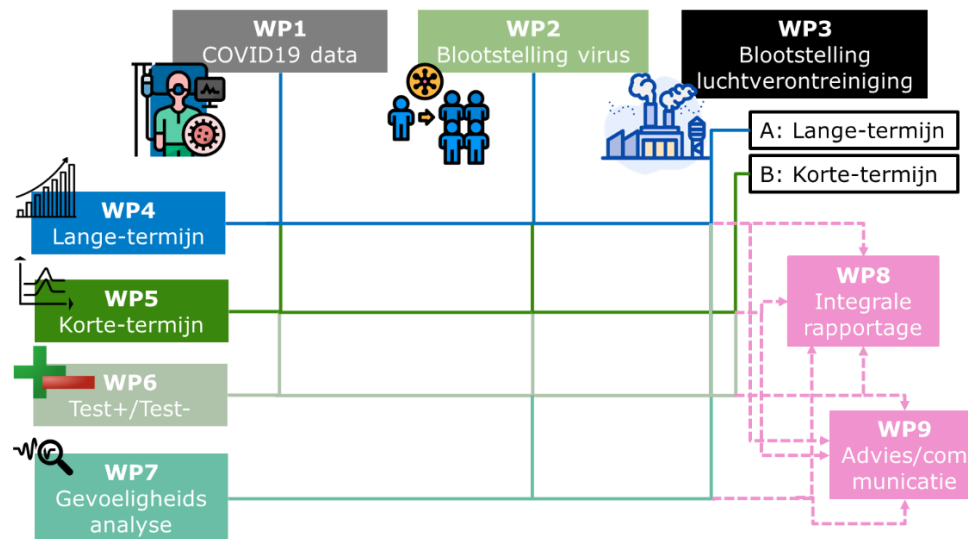 WP1
COVID19 data
WP2
Blootstelling virus
WP3
Blootstelling
luchtverontreiniging
A: Lange-termijn
B: Korte-termijn
WP4
Lange-termijn
WP5
Korte-termijn
WP6
Test+/Test-
WP7
Gevoeligheids
analyse
WP8
Integrale
rapportage
WP9
Advies/com
municatie